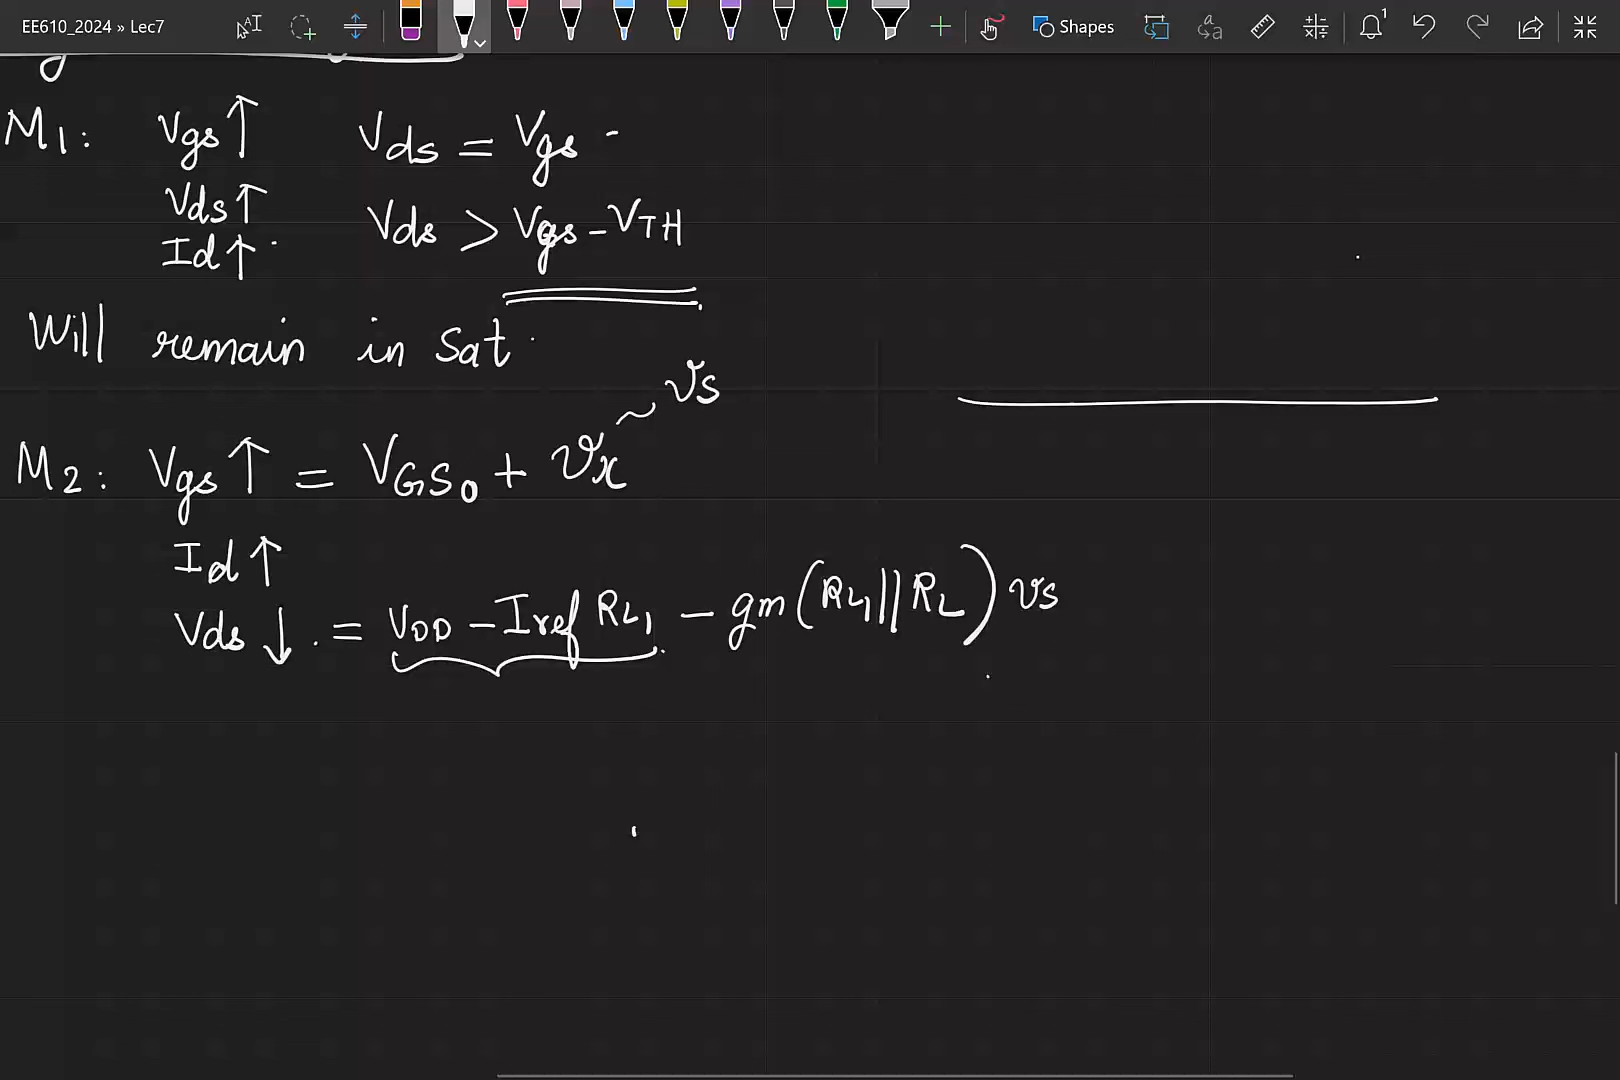 EE610_2024 » Lec7
Shapes
1
M1: Vgs↑ Vds = Vgs
Vds↑ Vds > Vgs - VTH
Id↑
Will remain in Sat
~ vs
M2: Vgs↑ = VGS0 + vx
Id↑
Vds↓ = VDD - Iref RL1 - gm(RL1||RL) vs